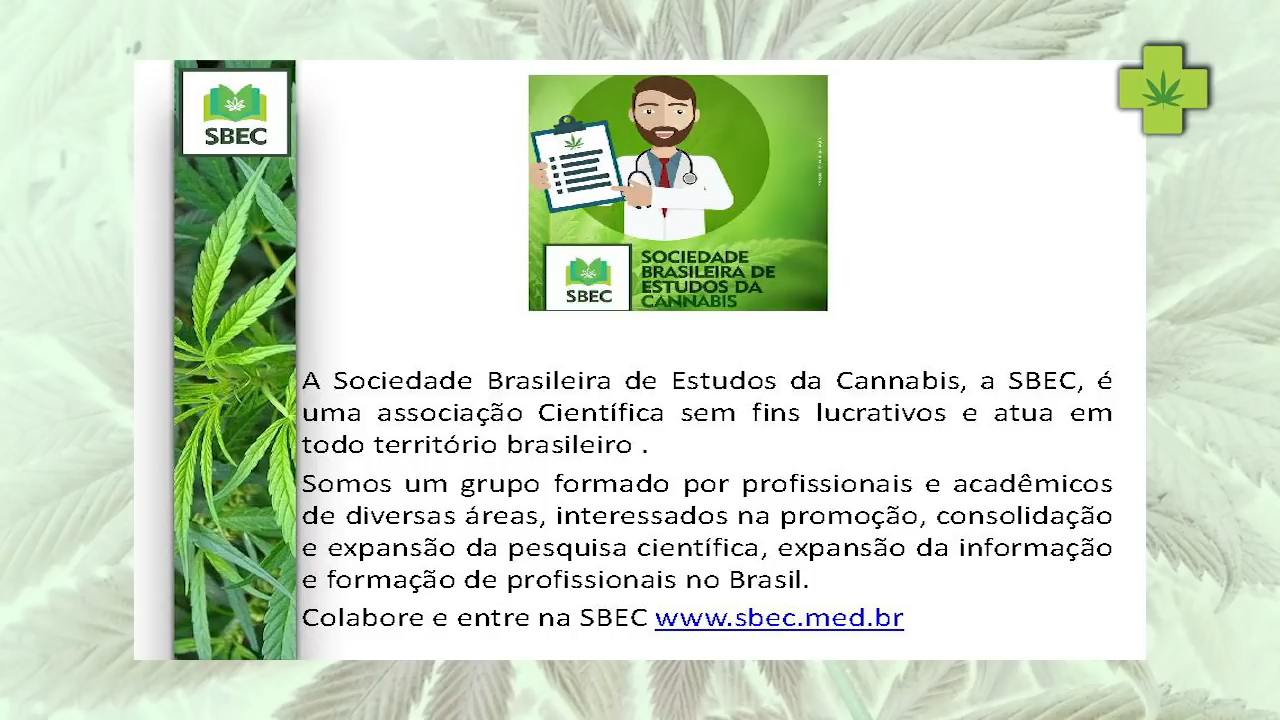 SBEC
SBEC
SOCIEDADE
BRASILEIRA DE
ESTUDOS DA
CANNABIS
A Sociedade Brasileira de Estudos da Cannabis, a SBEC, é
uma associação Científica sem fins lucrativos e atua em
todo território brasileiro .
Somos um grupo formado por profissionais e acadêmicos
de diversas áreas, interessados na promoção, consolidação
e expansão da pesquisa científica, expansão da informação
e formação de profissionais no Brasil.
Colabore e entre na SBEC www.sbec.med.br